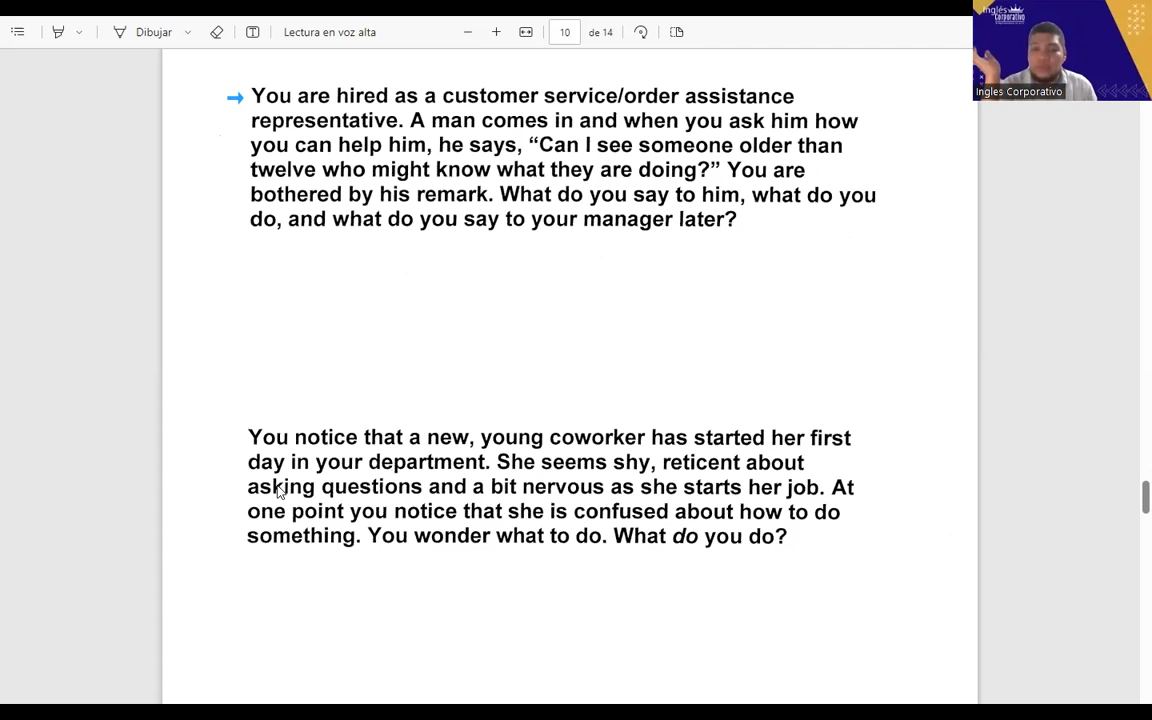 Dibujar
Lectura en voz alta
10
de 14
Inglés
Corporativo
Ingles Corporativo
You are hired as a customer service/order assistance
representative. A man comes in and when you ask him how
you can help him, he says, “Can I see someone older than
twelve who might know what they are doing?” You are
bothered by his remark. What do you say to him, what do you
do, and what do you say to your manager later?
You notice that a new, young coworker has started her first
day in your department. She seems shy, reticent about
asking questions and a bit nervous as she starts her job. At
one point you notice that she is confused about how to do
something. You wonder what to do. What do you do?